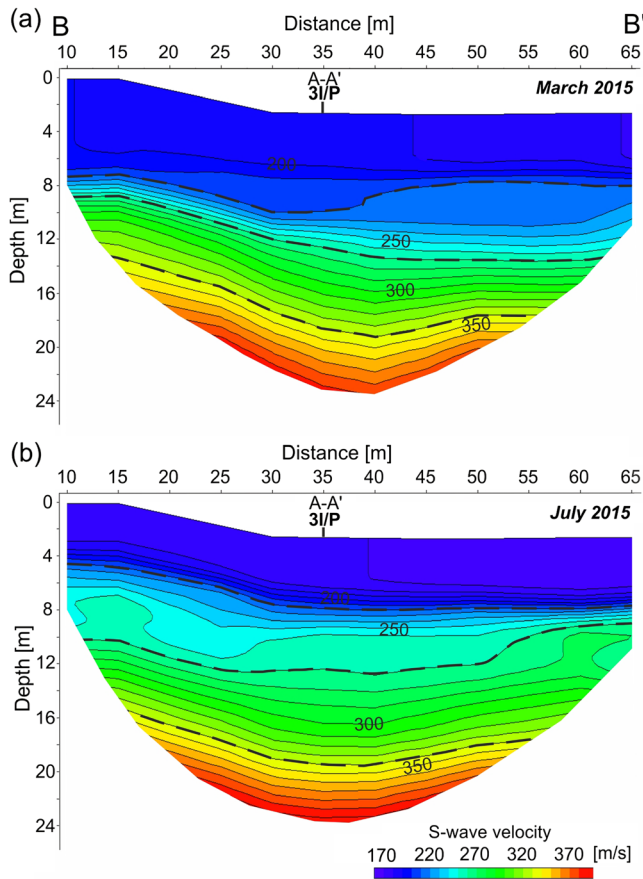 (a) B Distance [m] B'
10 15 20 25 30 35 40 45 50 55 60 65
A-A'
3I/P
March 2015
0
4
8
12
16
20
24
Depth [m]
200
250
300
350
(b) Distance [m]
10 15 20 25 30 35 40 45 50 55 60 65
A-A'
3I/P
July 2015
0
4
8
12
16
20
24
Depth [m]
200
250
300
350
S-wave velocity
170 220 270 320 370 [m/s]